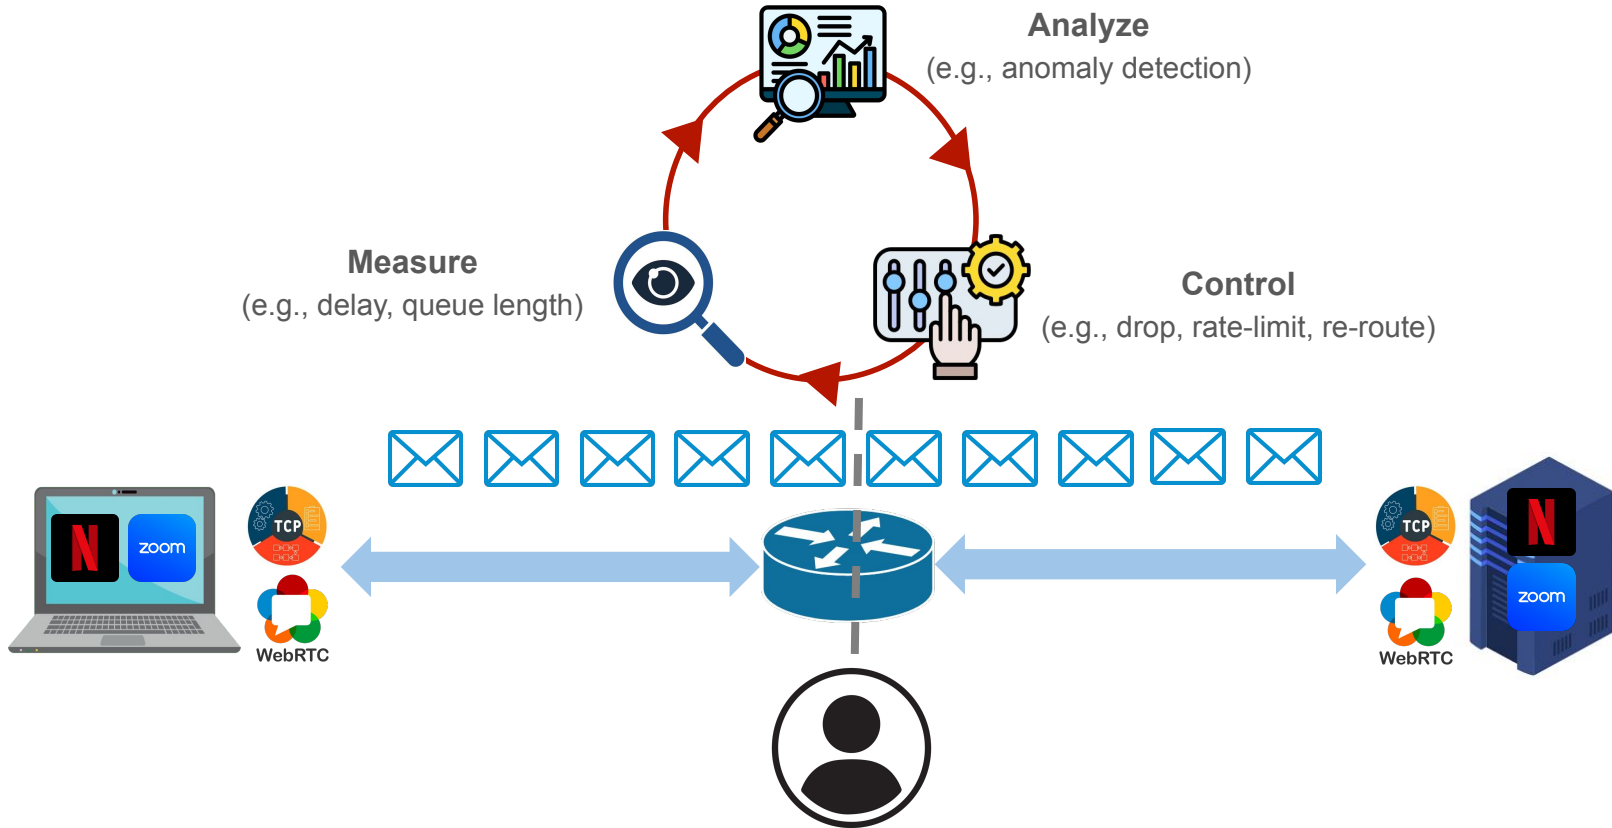 Analyze
(e.g., anomaly detection)
Measure
(e.g., delay, queue length)
Control
(e.g., drop, rate-limit, re-route)
N
zoom
TCP
WebRTC
TCP
WebRTC
N
zoom